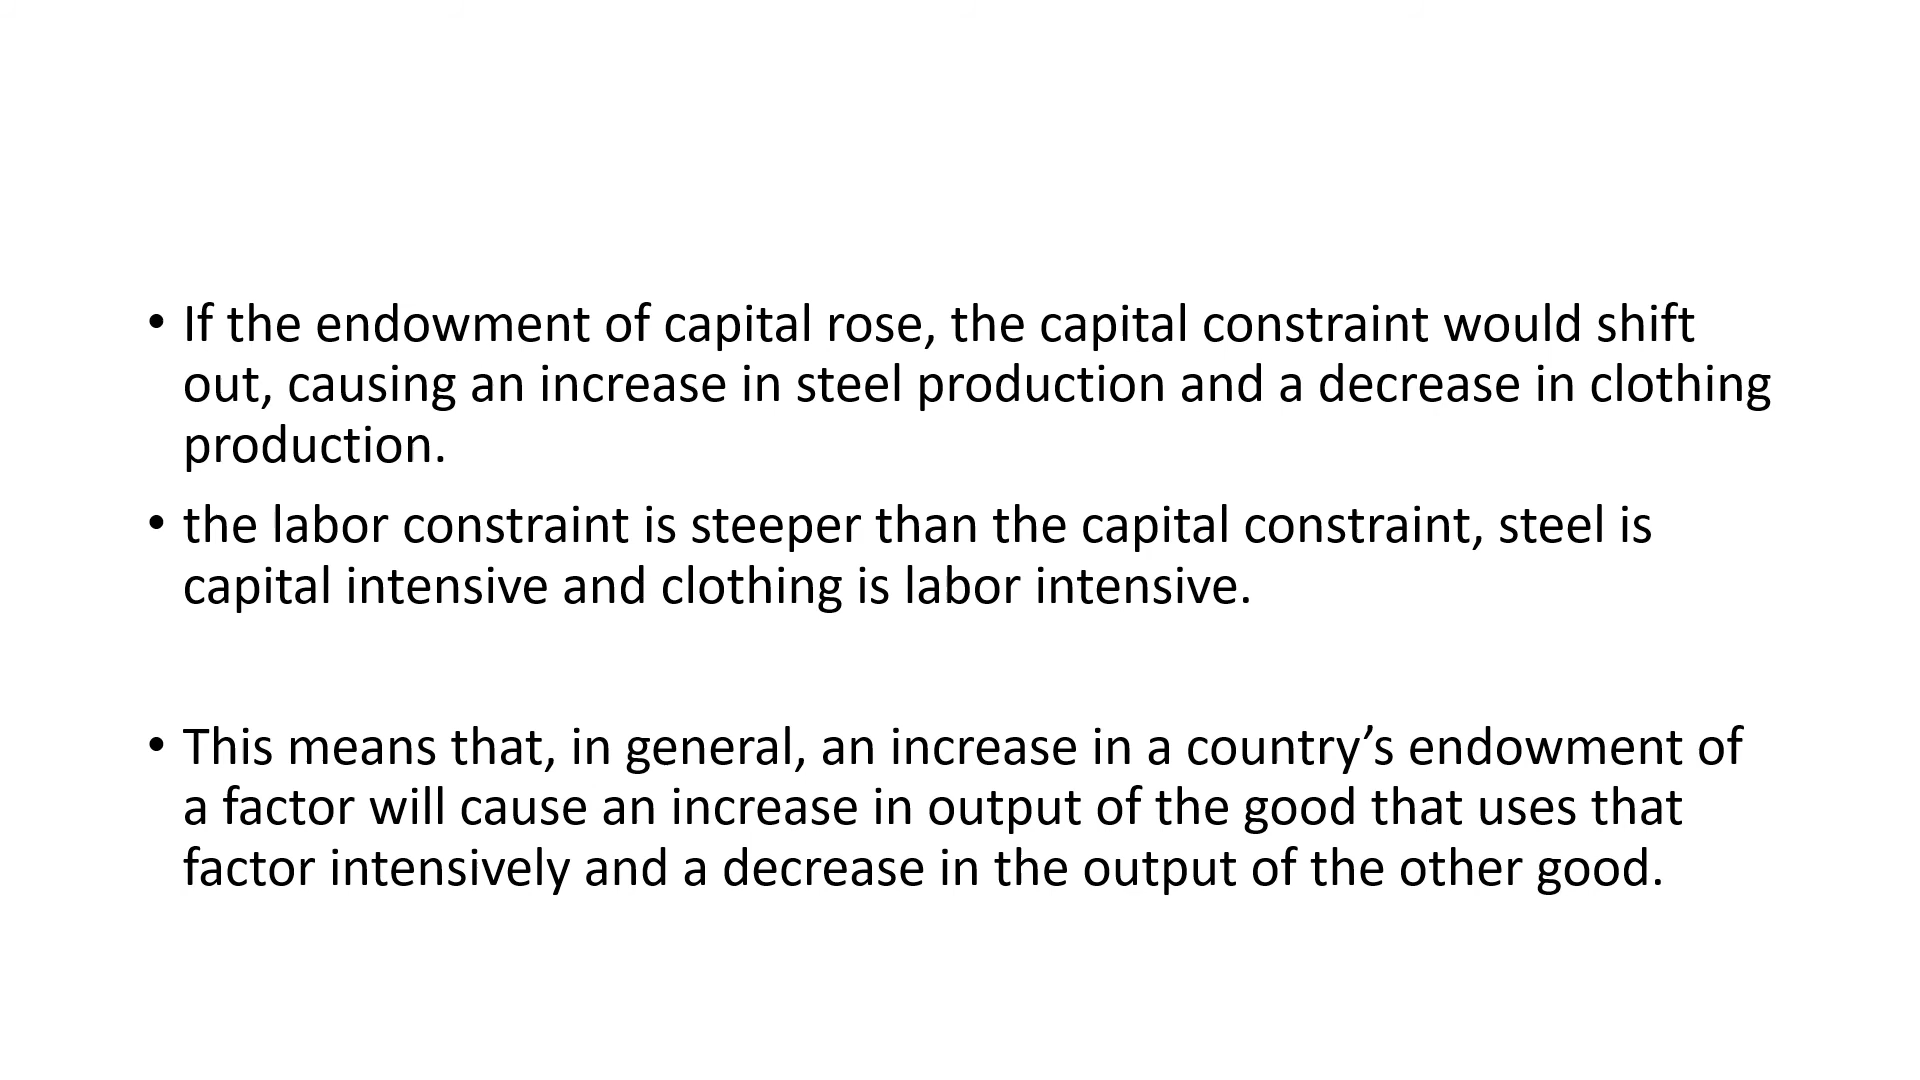 • If the endowment of capital rose, the capital constraint would shift
out, causing an increase in steel production and a decrease in clothing
production.
• the labor constraint is steeper than the capital constraint, steel is
capital intensive and clothing is labor intensive.
• This means that, in general, an increase in a country’s endowment of
a factor will cause an increase in output of the good that uses that
factor intensively and a decrease in the output of the other good.